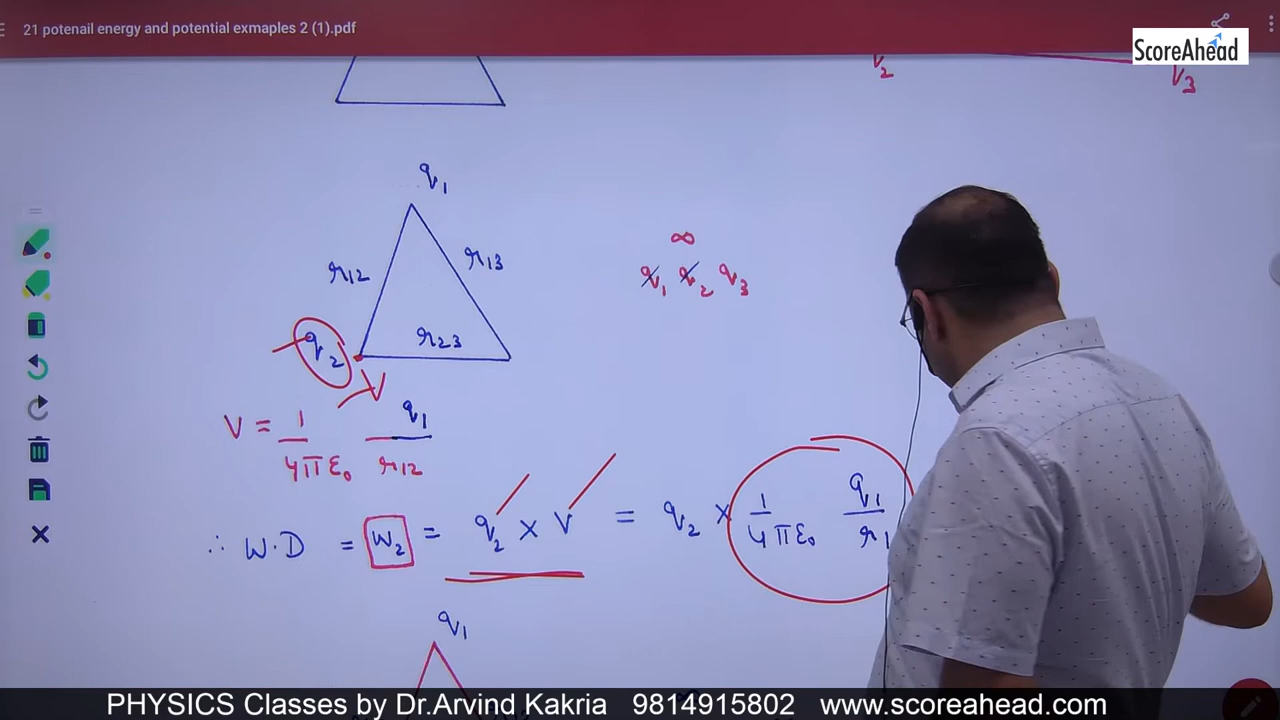 21 potenail energy and potential exmaples 2 (1).pdf
ScoreAhead
V₂
V₃
q₁
r₁₂
r₁₃
∞
q₁ q₂ q₃
q₂
r₂₃
V
V = 1/4πε₀ q₁/r₁₂
∴ W.D = W₂ = q₂ × V = q₂ × 1/4πε₀ q₁/r₁
q₁
PHYSICS Classes by Dr.Arvind Kakria 9814915802 www.scoreahead.com